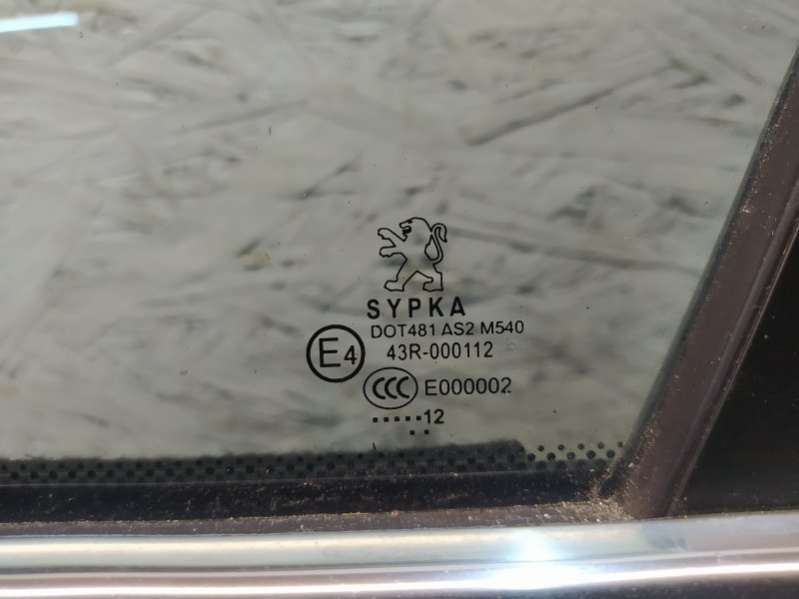 SYPKA
DOT481 AS2 M540
E4
43R-000112
CCC E000002
.....12
..